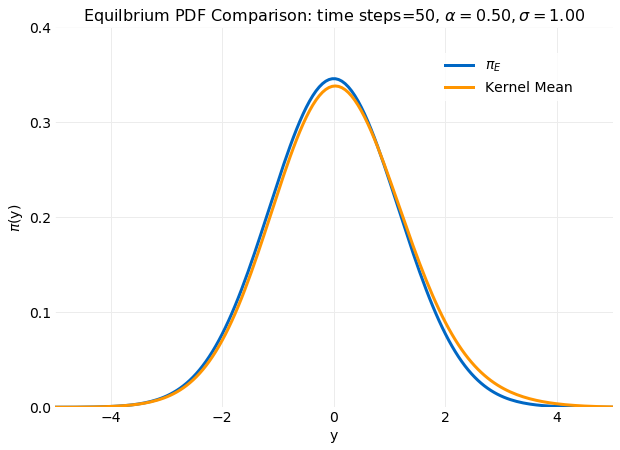 Equilbrium PDF Comparison: time steps=50, α = 0.50, σ = 1.00
0.4
π_E
Kernel Mean
0.3
π(y)
0.2
0.1
0.0
−4 −2 0 2 4
y